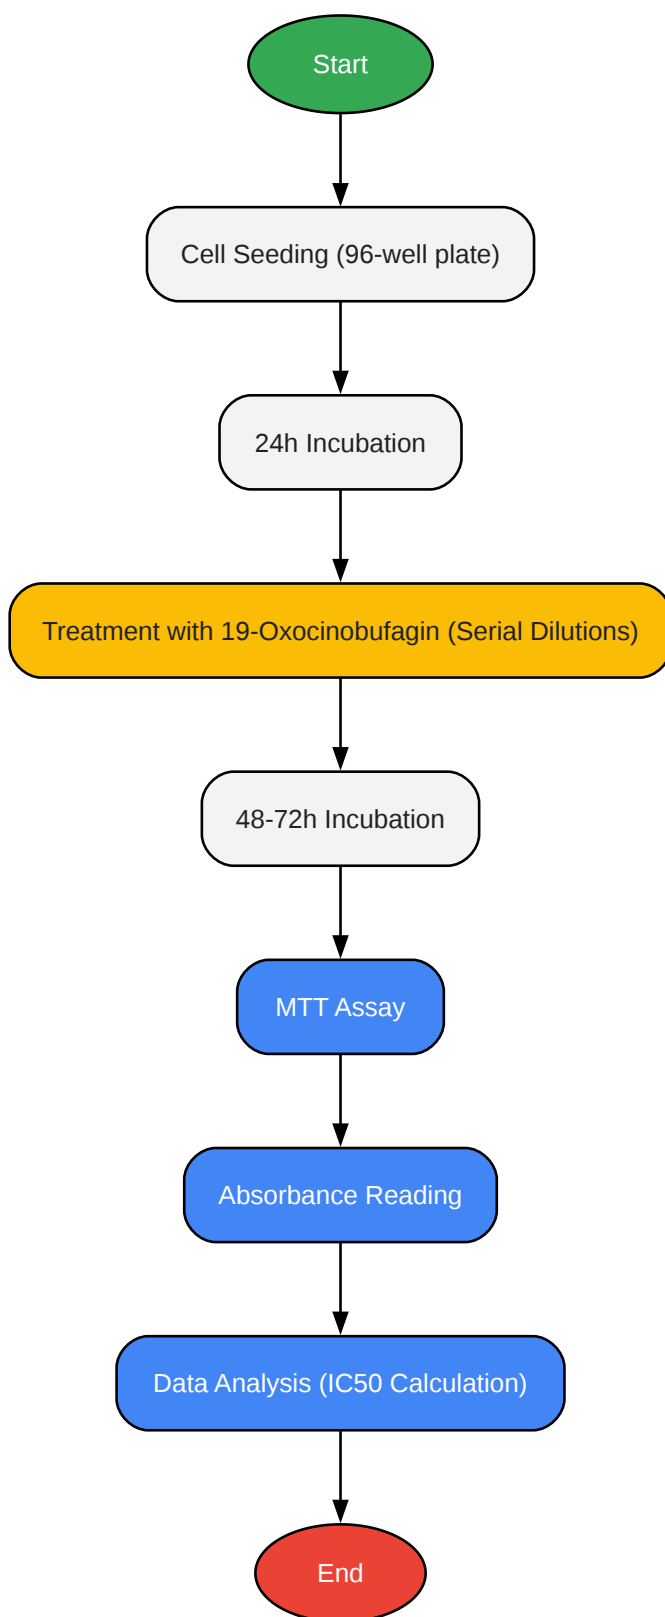 Start
Cell Seeding (96-well plate)
24h Incubation
Treatment with 19-Oxocinobufagin (Serial Dilutions)
48-72h Incubation
MTT Assay
Absorbance Reading
Data Analysis (IC50 Calculation)
End